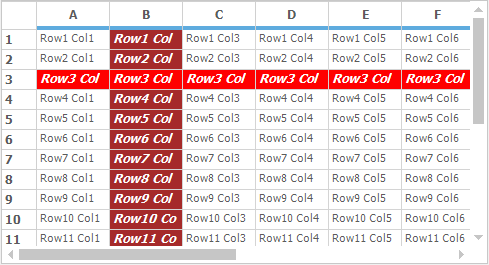 A B C D E F
1 Row1 Col1 Row1 Col Row1 Col3 Row1 Col4 Row1 Col5 Row1 Col6
2 Row2 Col1 Row2 Col Row2 Col3 Row2 Col4 Row2 Col5 Row2 Col6
3 Row3 Col Row3 Col Row3 Col Row3 Col Row3 Col Row3 Col
4 Row4 Col1 Row4 Col Row4 Col3 Row4 Col4 Row4 Col5 Row4 Col6
5 Row5 Col1 Row5 Col Row5 Col3 Row5 Col4 Row5 Col5 Row5 Col6
6 Row6 Col1 Row6 Col Row6 Col3 Row6 Col4 Row6 Col5 Row6 Col6
7 Row7 Col1 Row7 Col Row7 Col3 Row7 Col4 Row7 Col5 Row7 Col6
8 Row8 Col1 Row8 Col Row8 Col3 Row8 Col4 Row8 Col5 Row8 Col6
9 Row9 Col1 Row9 Col Row9 Col3 Row9 Col4 Row9 Col5 Row9 Col6
10 Row10 Col1 Row10 Co Row10 Col3 Row10 Col4 Row10 Col5 Row10 Col6
11 Row11 Col1 Row11 Co Row11 Col3 Row11 Col4 Row11 Col5 Row11 Col6